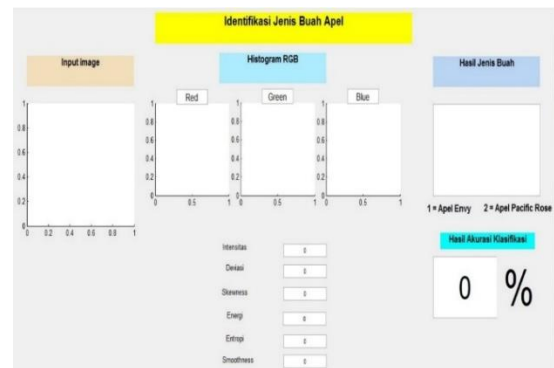 Identifikasi Jenis Buah Apel
Input image
Histogram RGB
Hasil Jenis Buah
Red
Green
Blue
1
0.8
0.6
0.4
0.2
0
0 0.2 0.4 0.6 0.8 1
1
0.8
0.6
0.4
0.2
0
0 0.5 1
1
0.8
0.6
0.4
0.2
0
0 0.5 1
1
0.8
0.6
0.4
0.2
0
0 0.5 1
1 = Apel Envy 2 = Apel Pacific Rose
Hasil Akurasi Klasifikasi
0 %
Intensitas 0
Deviasi 0
Skewness 0
Energi 0
Entropi 0
Smoothness 0